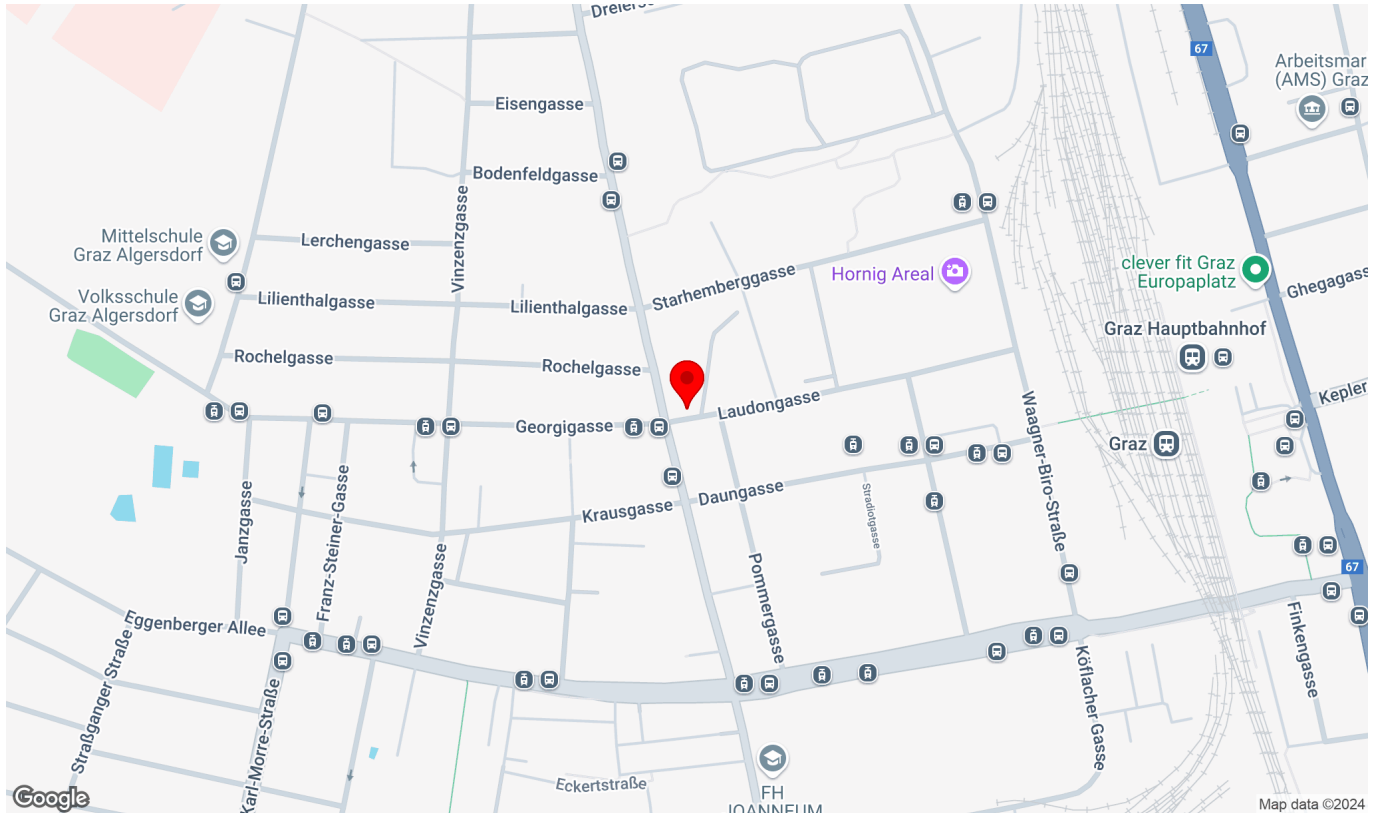 Dreiers
67
Arbeitsmar
(AMS) Graz
Eisengasse
Bodenfeldgasse
Vinzenzgasse
Mittelschule
Graz Algersdorf
Lerchengasse
Starhemberggasse
Hornig Areal
clever fit Graz
Europaplatz
Ghegagass
Volksschule
Graz Algersdorf
Lilienthalgasse
Lilienthalgasse
Graz Hauptbahnhof
Rochelgasse
Rochelgasse
Kepler
Georgigasse
Laudongasse
Waagner-Biro-Straße
Graz
Janzgasse
Franz-Steiner-Gasse
Vinzenzgasse
Krausgasse
Daungasse
Stradiotgasse
Pommergasse
67
Eggenberger Allee
Straßganger Straße
Karl-Morre-Straße
Köflacher Gasse
Finkengasse
Eckertstraße
FH
JOANNEUM
Google
Map data ©2024